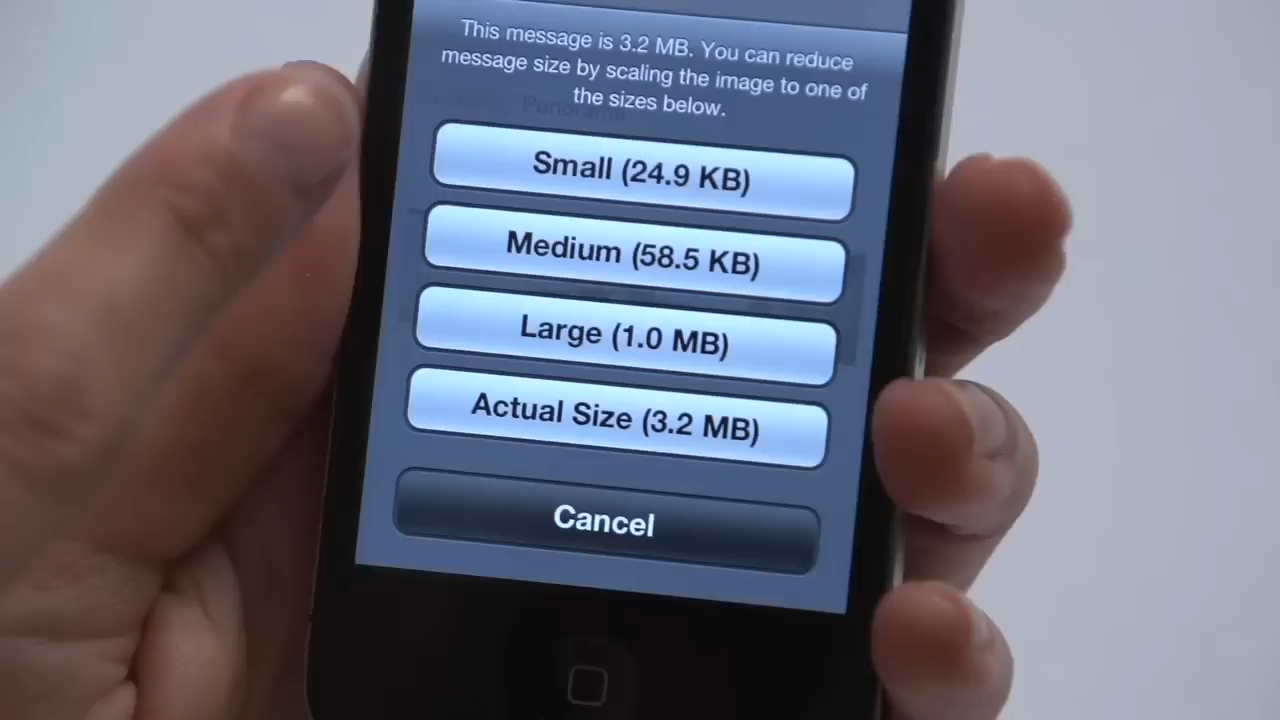 This message is 3.2 MB. You can reduce
message size by scaling the image to one of
the sizes below.
Panorama
Small (24.9 KB)
Medium (58.5 KB)
Large (1.0 MB)
Actual Size (3.2 MB)
Cancel